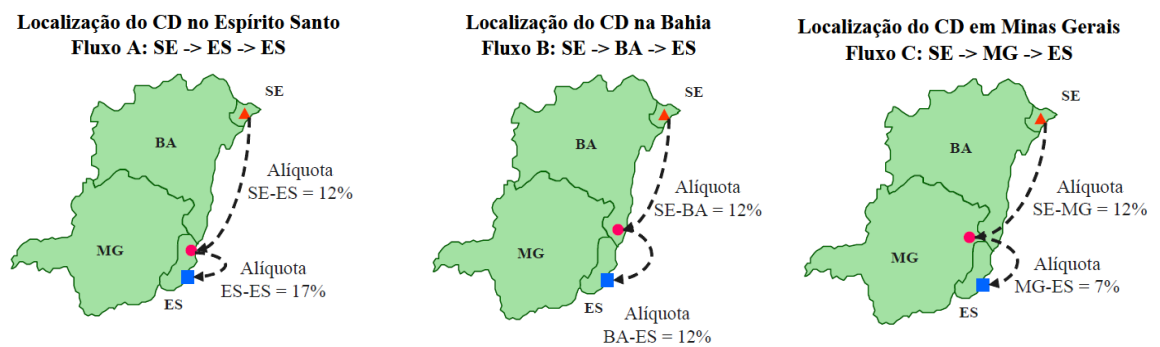 Localização do CD no Espírito Santo
Fluxo A: SE -> ES -> ES
SE
BA
Alíquota
SE-ES = 12%
MG
Alíquota
ES-ES = 17%
ES
Localização do CD na Bahia
Fluxo B: SE -> BA -> ES
SE
BA
Alíquota
SE-BA = 12%
MG
ES
Alíquota
BA-ES = 12%
Localização do CD em Minas Gerais
Fluxo C: SE -> MG -> ES
SE
BA
Alíquota
SE-MG = 12%
MG
Alíquota
MG-ES = 7%
ES